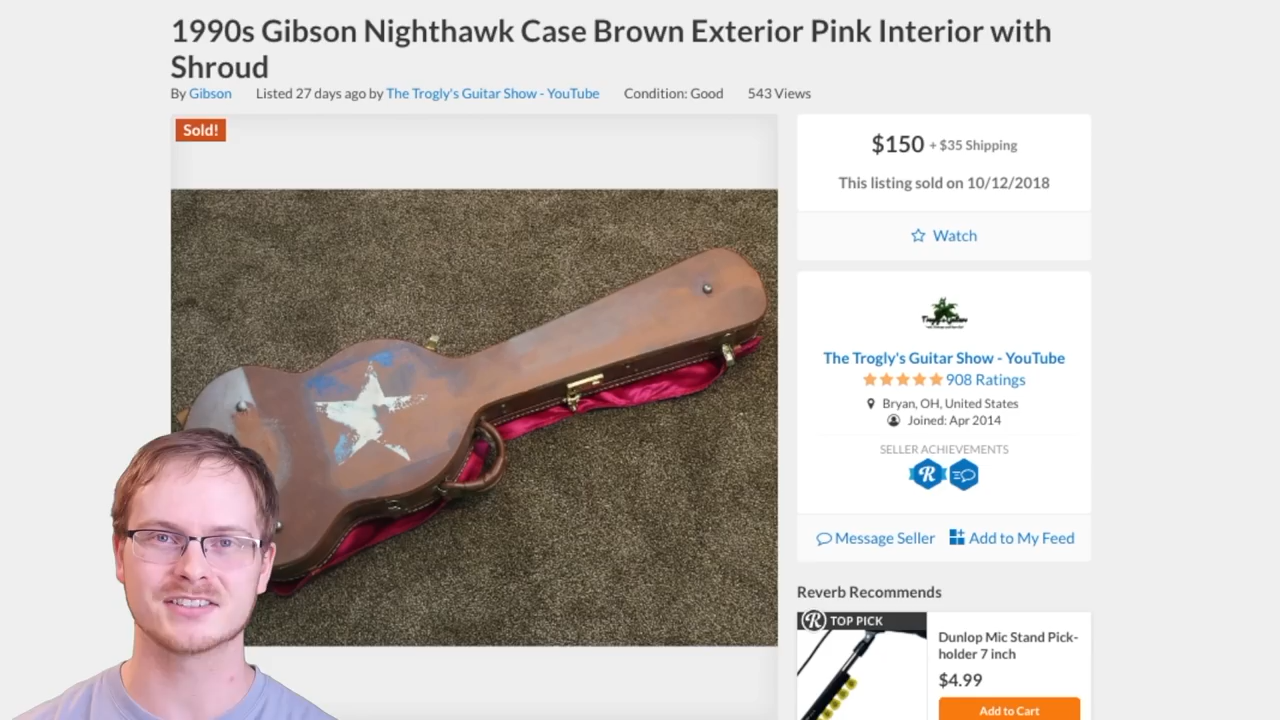 1990s Gibson Nighthawk Case Brown Exterior Pink Interior with
Shroud
By Gibson Listed 27 days ago by The Trogly's Guitar Show - YouTube Condition: Good 543 Views
Sold!
$150 + $35 Shipping
This listing sold on 10/12/2018
Watch
Trogly's Guitars
The Trogly's Guitar Show - YouTube
908 Ratings
Bryan, OH, United States
Joined: Apr 2014
SELLER ACHIEVEMENTS
R
Message Seller Add to My Feed
Reverb Recommends
R TOP PICK
Dunlop Mic Stand Pick-
holder 7 inch
$4.99
Add to Cart